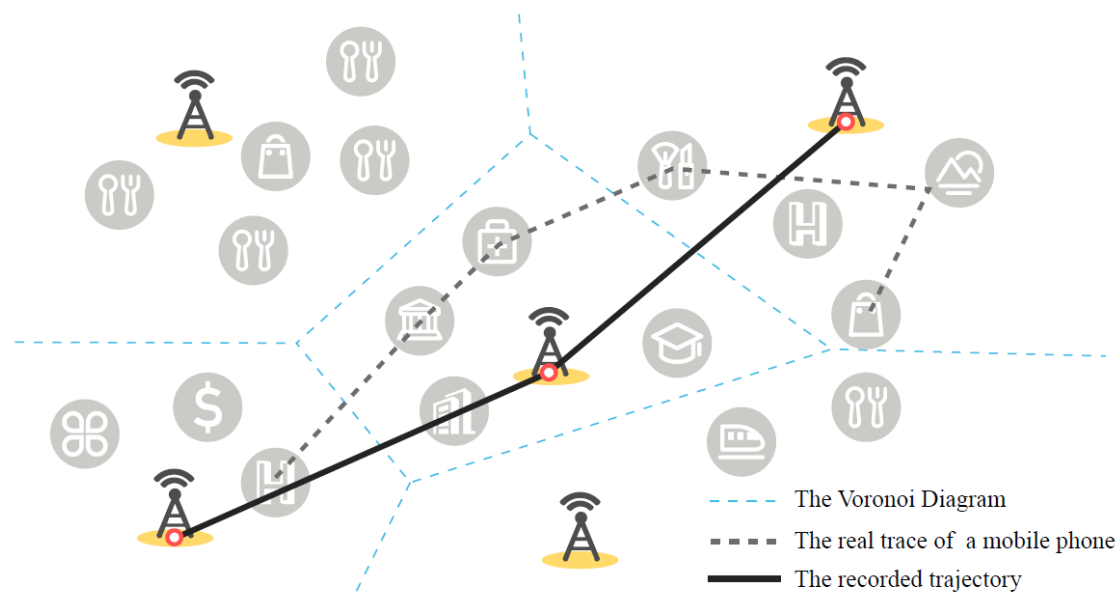 The Voronoi Diagram
The real trace of a mobile phone
The recorded trajectory